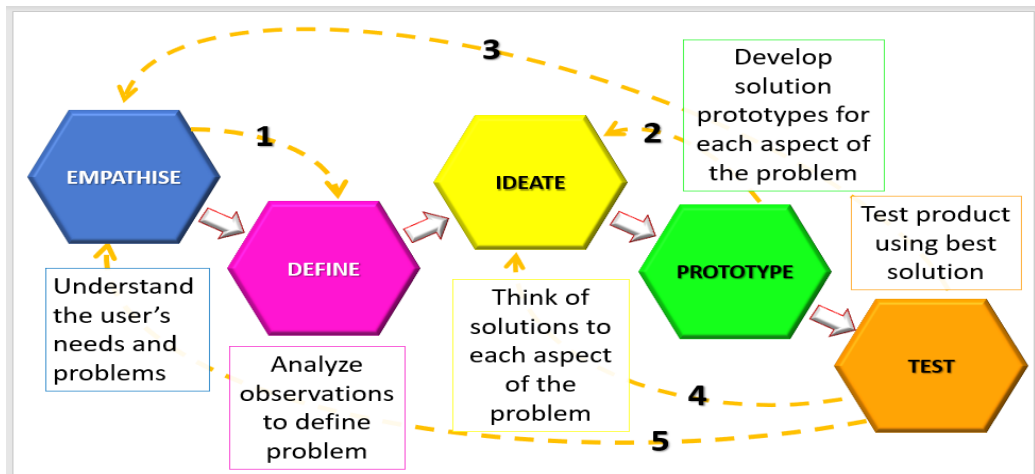 3
Develop
solution
prototypes for
each aspect of
the problem
1
2
EMPATHISE
IDEATE
DEFINE
PROTOTYPE
Test product
using best
solution
Understand
the user’s
needs and
problems
Think of
solutions to
each aspect
of the
problem
Analyze
observations
to define
problem
TEST
4
5